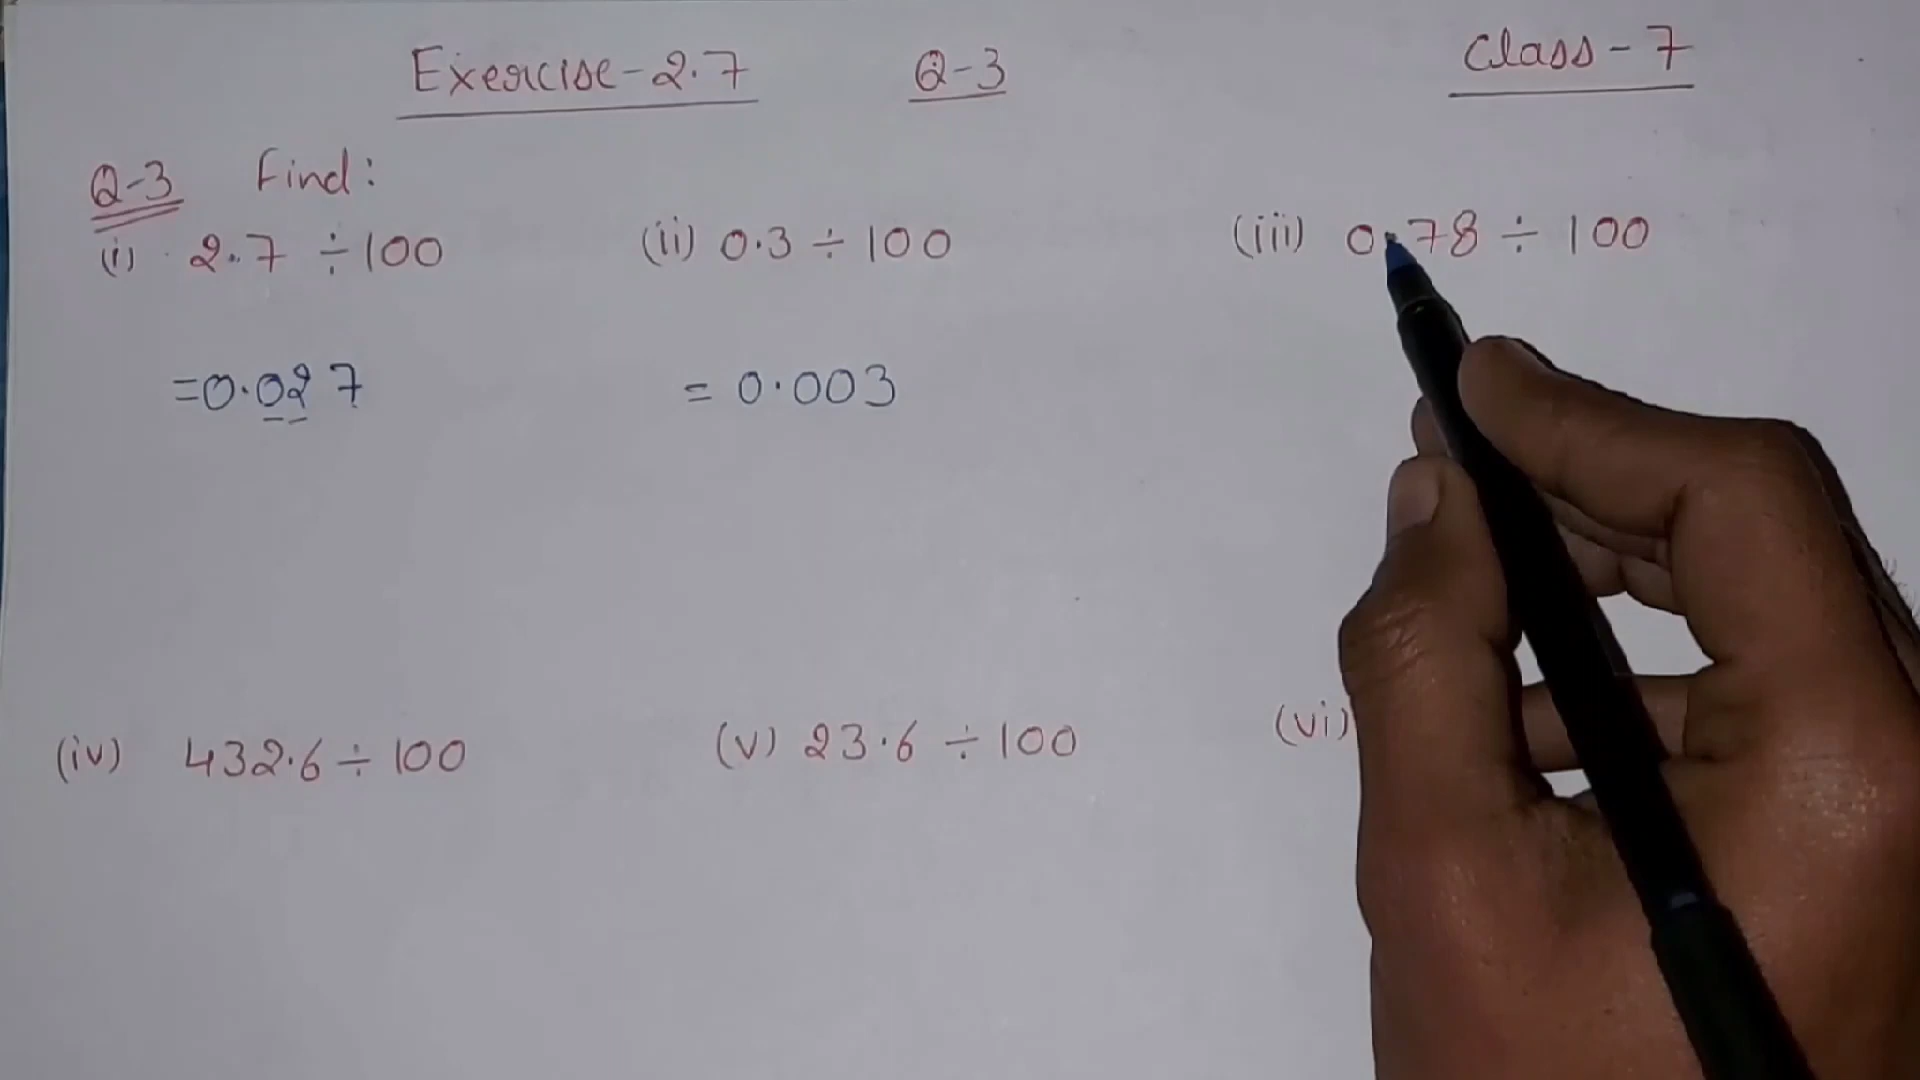 Exercise-2.7 Q-3 Class-7
Q-3 Find:
(i) 2.7 ÷ 100 (ii) 0.3 ÷ 100 (iii) 0.78 ÷ 100
=0.027 = 0.003
(iv) 432.6 ÷ 100 (v) 23.6 ÷ 100 (vi)